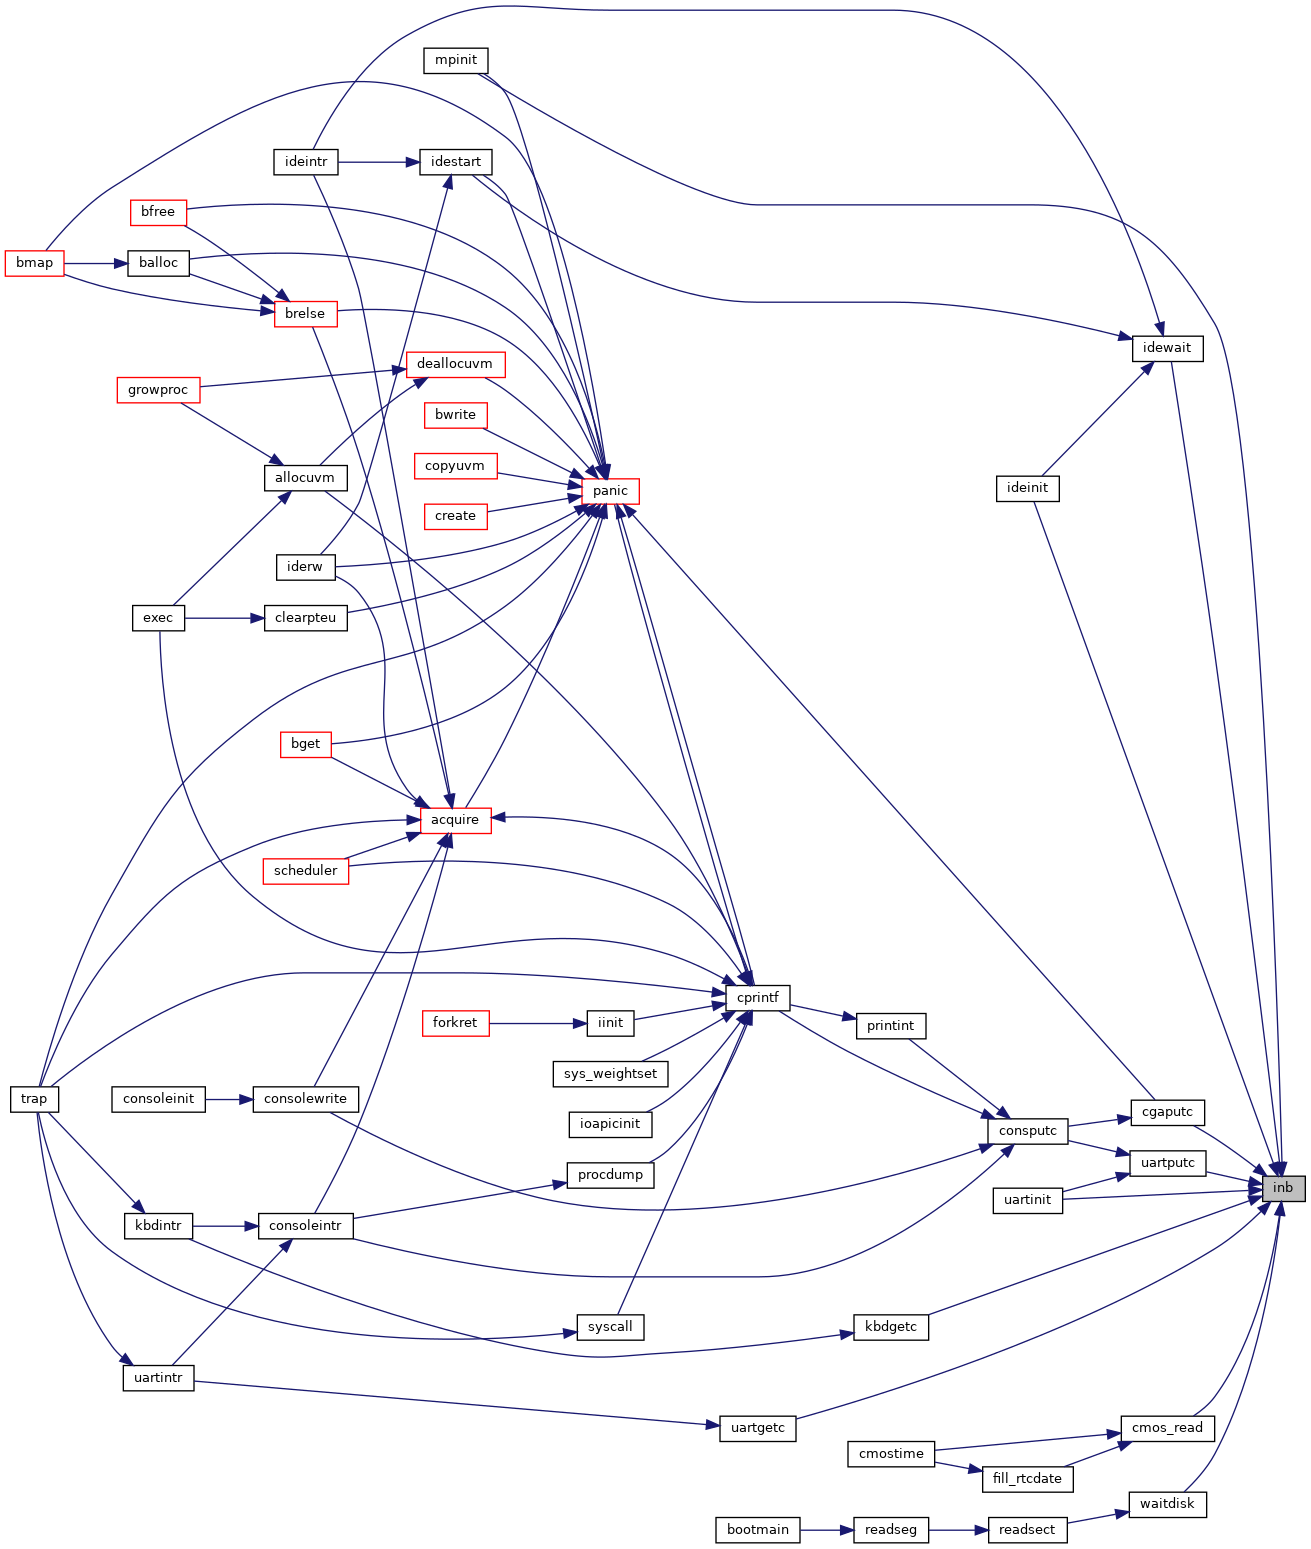 mpinit
ideintr
idestart
bfree
bmap
balloc
brelse
idewait
deallocuvm
growproc
bwrite
copyuvm
allocuvm
ideinit
panic
create
iderw
exec
clearpteu
bget
acquire
scheduler
cprintf
forkret
iinit
printint
sys_weightset
trap
consoleinit
consolewrite
ioapicinit
cgaputc
consputc
uartputc
procdump
inb
uartinit
kbdintr
consoleintr
syscall
kbdgetc
uartintr
uartgetc
cmos_read
cmostime
fill_rtcdate
waitdisk
bootmain
readseg
readsect